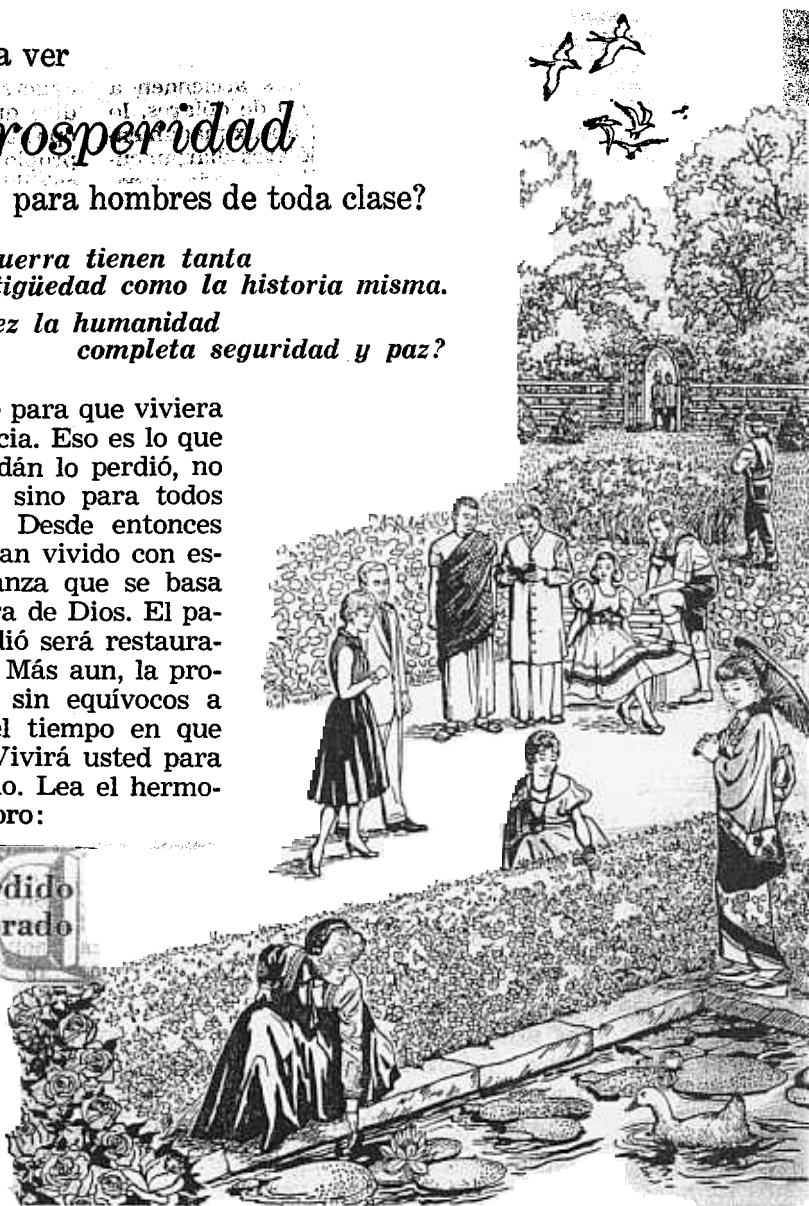 a ver
rosperidad
para hombres de toda clase?
uerra tienen tanta
tigüedad como la historia misma.
ez la humanidad
completa seguridad y paz?
para que viviera
cia. Eso es lo que
dán lo perdió, no
sino para todos
Desde entonces
an vivido con es-
anza que se basa
ra de Dios. El pa-
dió será restaura-
Más aun, la pro-
sin equívocos a
el tiempo en que
Vivirá usted para
o. Lea el hermo-
bro:
dido
rado